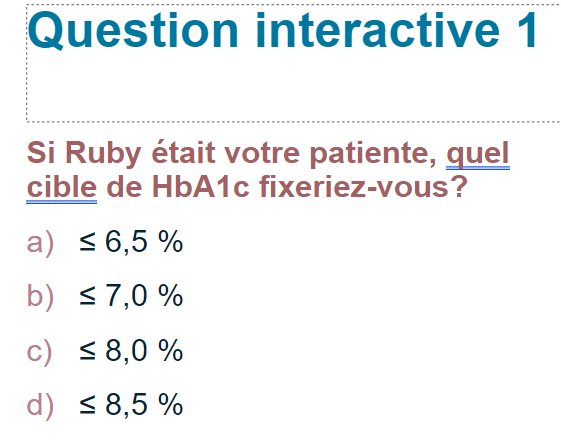 Question interactive 1
Si Ruby était votre patiente, quel
cible de HbA1c fixeriez-vous?
a) ≤ 6,5 %
b) ≤ 7,0 %
c) ≤ 8,0 %
d) ≤ 8,5 %